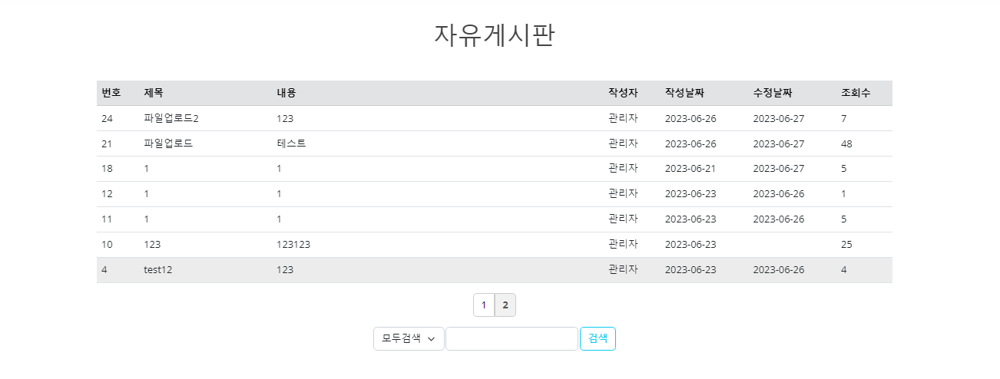 자유게시판
번호 제목 내용 작성자 작성날짜 수정날짜 조회수
24 파일업로드2 123 관리자 2023-06-26 2023-06-27 7
21 파일업로드 테스트 관리자 2023-06-26 2023-06-27 48
18 1 1 관리자 2023-06-21 2023-06-27 5
12 1 1 관리자 2023-06-23 2023-06-26 1
11 1 1 관리자 2023-06-23 2023-06-26 5
10 123 123123 관리자 2023-06-23 25
4 test12 123 관리자 2023-06-23 2023-06-26 4
1 2
모두검색 검색